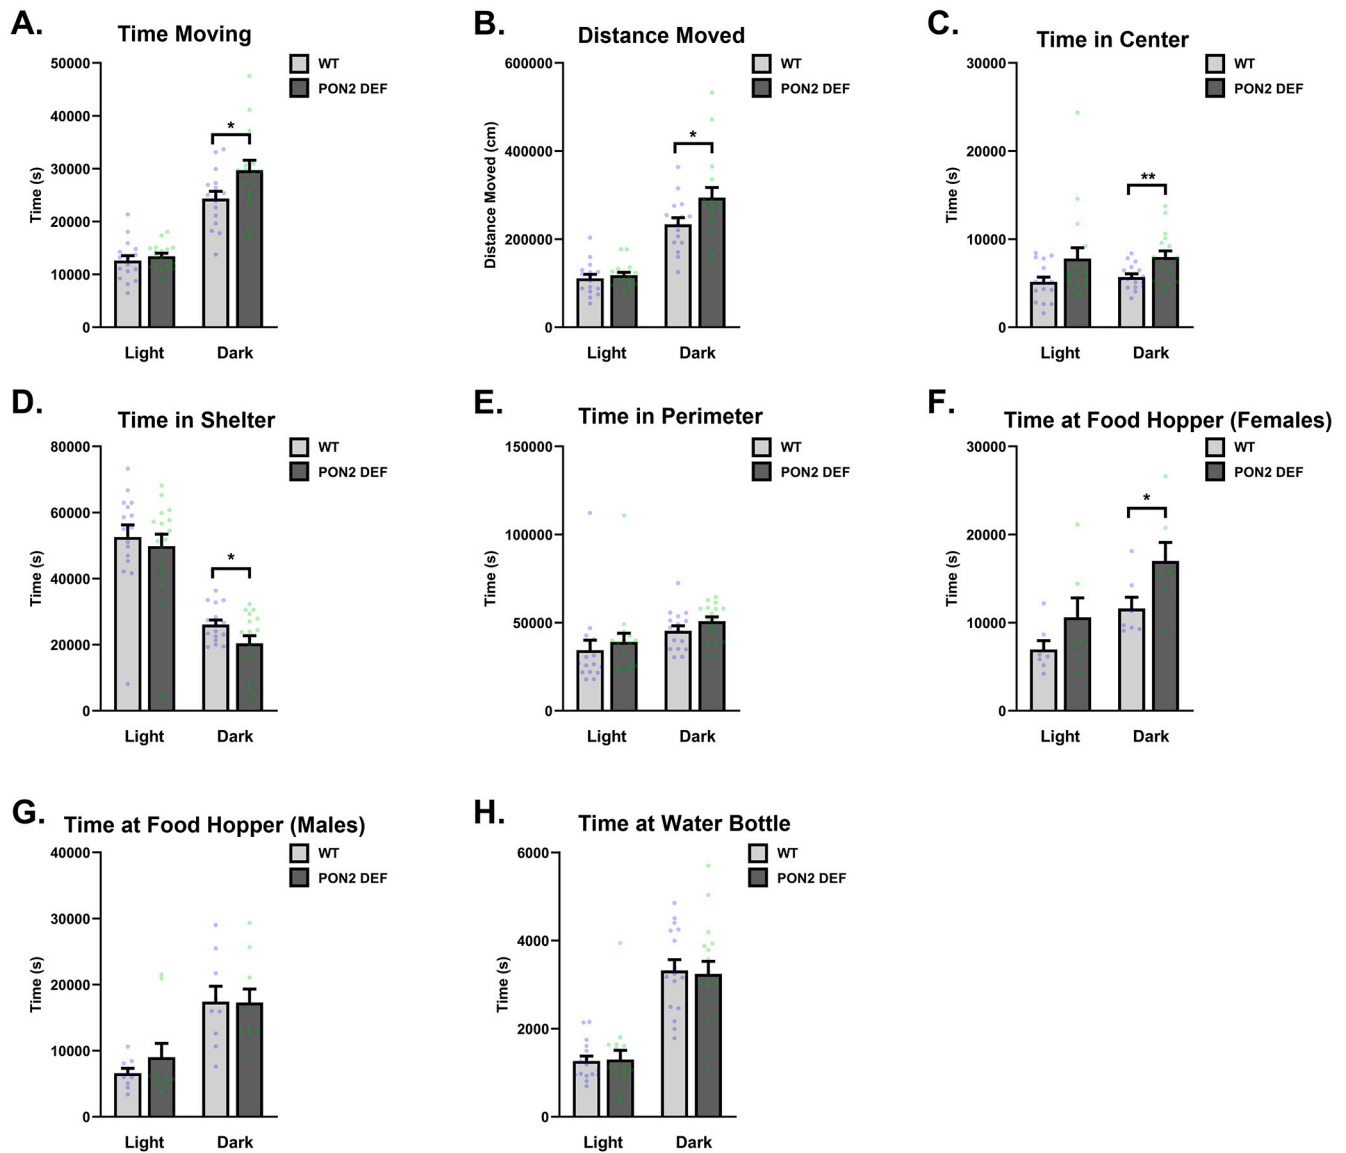 A.
Time Moving
WT
PON2 DEF
50000
40000
30000
20000
10000
0
Time (s)
*
Light
Dark
B.
Distance Moved
WT
PON2 DEF
600000
400000
200000
0
Distance Moved (cm)
*
Light
Dark
C.
Time in Center
WT
PON2 DEF
30000
20000
10000
0
Time (s)
**
Light
Dark
D.
Time in Shelter
WT
PON2 DEF
80000
60000
40000
20000
0
Time (s)
*
Light
Dark
E.
Time in Perimeter
WT
PON2 DEF
150000
100000
50000
0
Time (s)
Light
Dark
F.
Time at Food Hopper (Females)
WT
PON2 DEF
30000
20000
10000
0
Time (s)
*
Light
Dark
G.
Time at Food Hopper (Males)
WT
PON2 DEF
40000
30000
20000
10000
0
Time (s)
Light
Dark
H.
Time at Water Bottle
WT
PON2 DEF
6000
4000
2000
0
Time (s)
Light
Dark